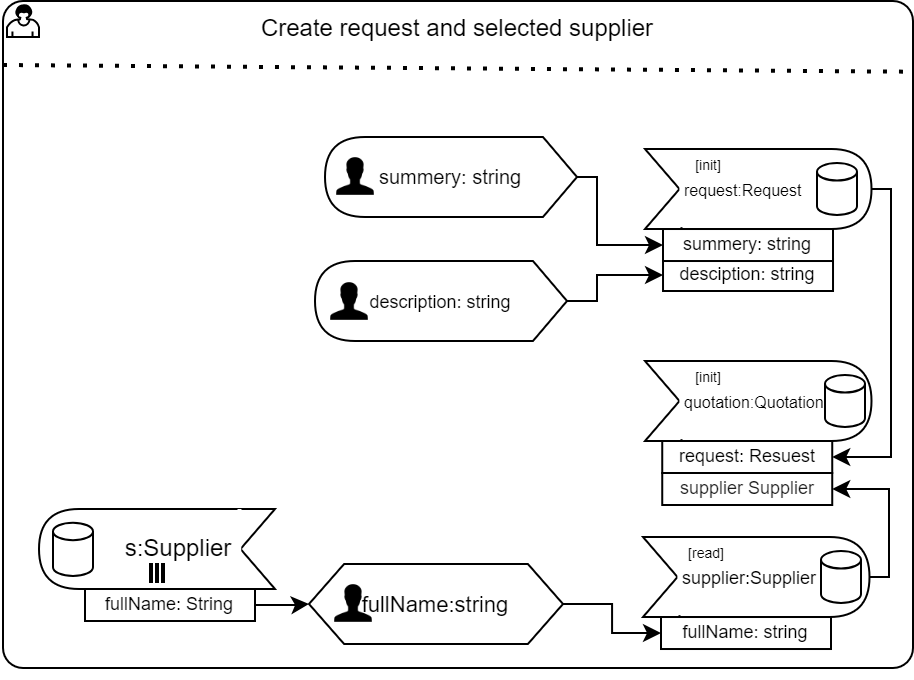 Create request and selected supplier
summery: string
[init]
request:Request
summery: string
desciption: string
description: string
[init]
quotation:Quotation
request: Resuest
supplier Supplier
s:Supplier
fullName: String
fullName:string
[read]
supplier:Supplier
fullName: string